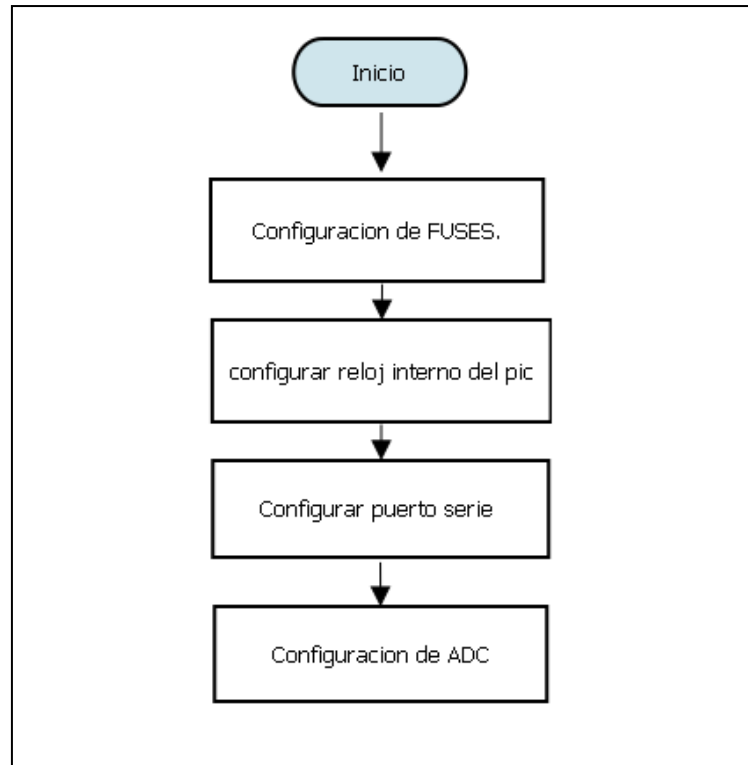 Inicio
Configuracion de FUSES.
configurar reloj interno del pic
Configurar puerto serie
Configuracion de ADC